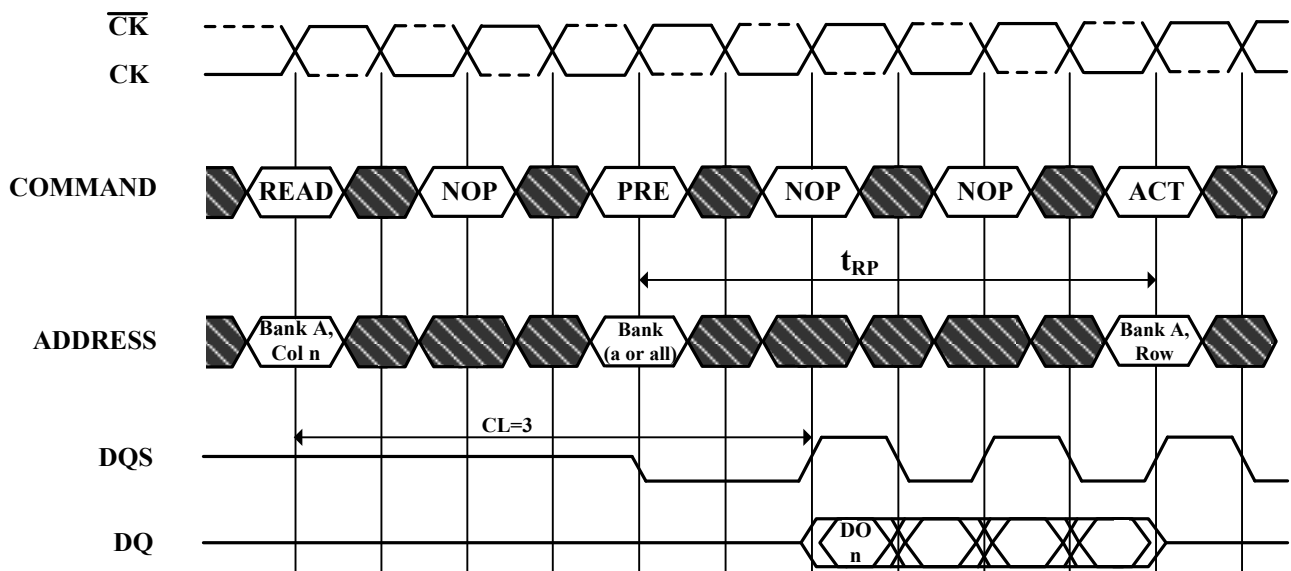 CK
CK
COMMAND
READ NOP PRE NOP NOP ACT
tRP
ADDRESS
Bank A, Col n
Bank (a or all)
Bank A, Row
CL=3
DQS
DQ
DO n